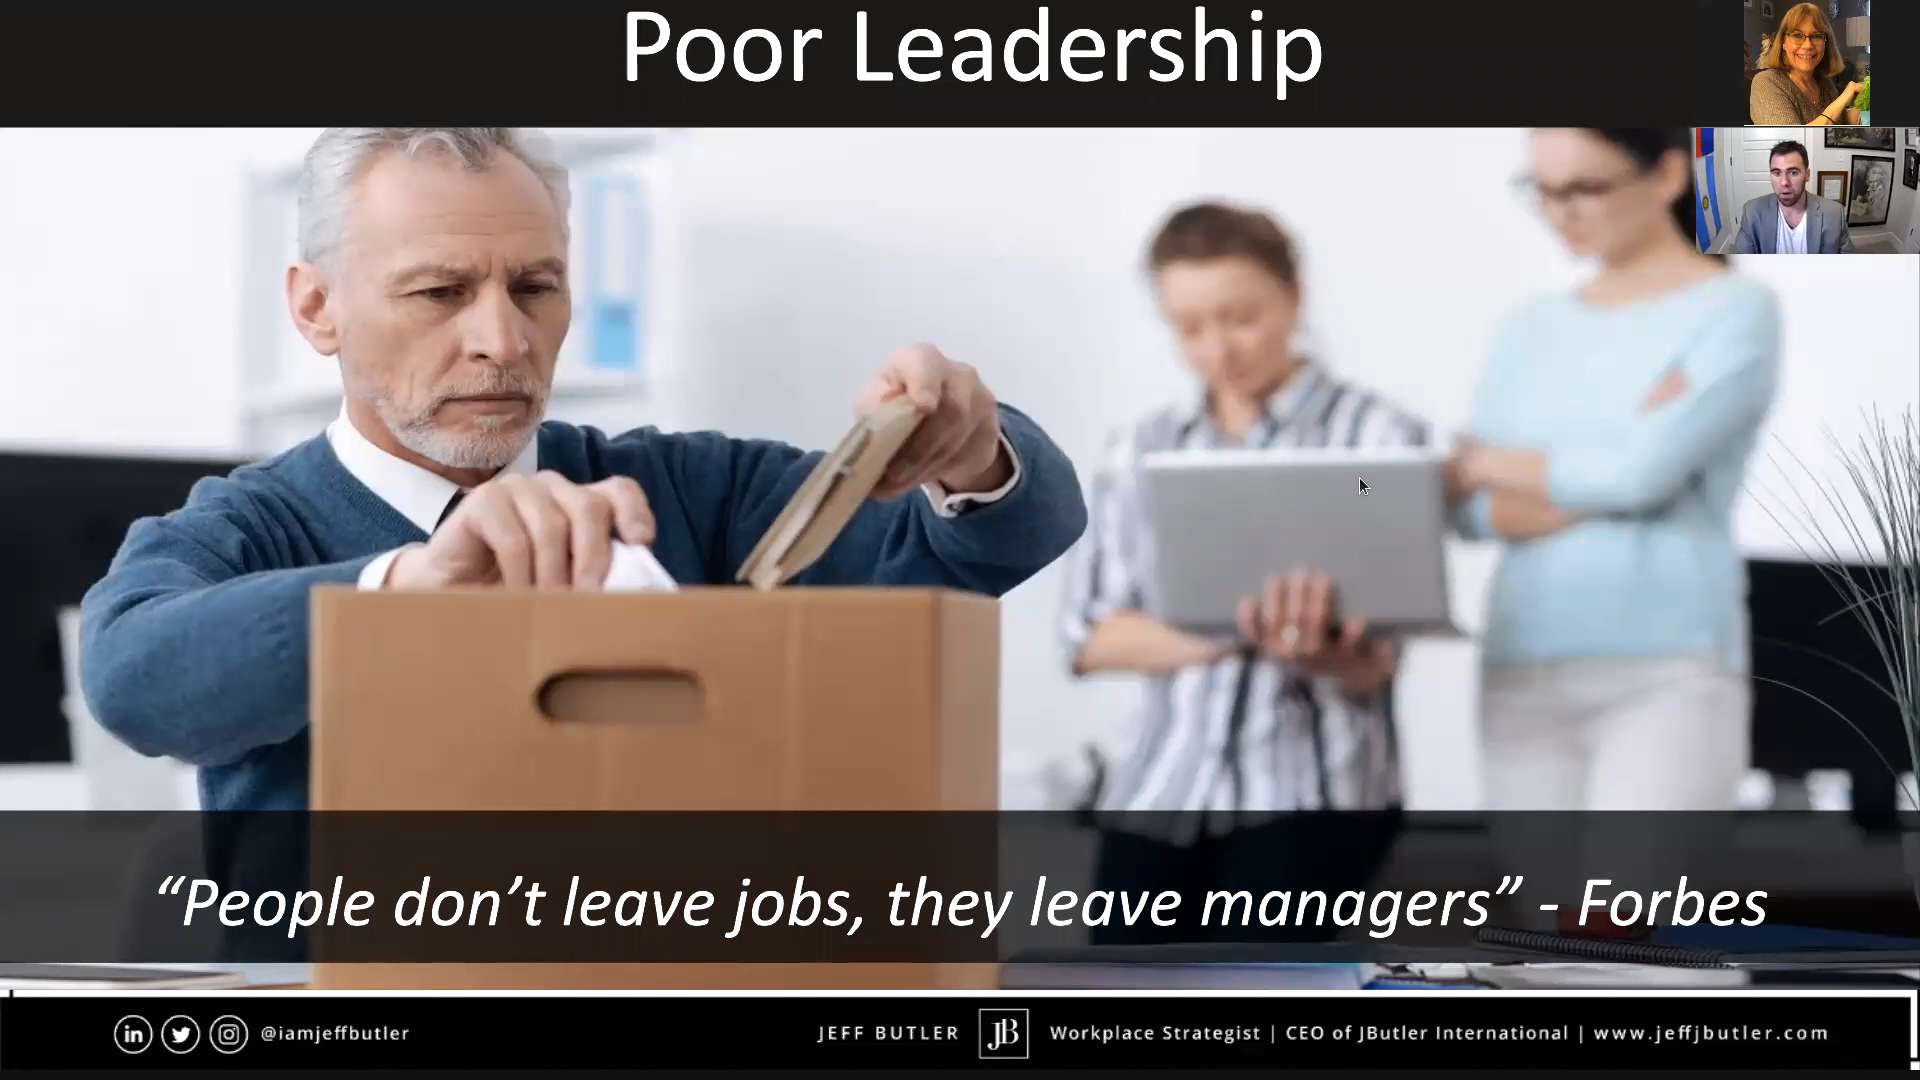 Poor Leadership
“People don’t leave jobs, they leave managers” - Forbes
in @iamjeffbutler JEFF BUTLER JB Workplace Strategist | CEO of JButler International | www.jeffjbutler.com